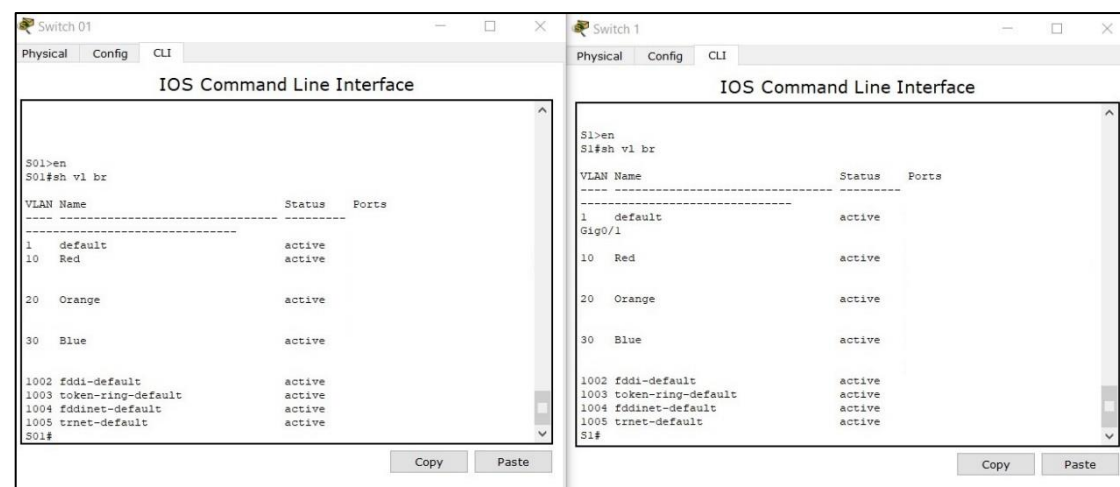 Switch 01
Physical Config CLI
IOS Command Line Interface
S01>en
S01#sh vl br
VLAN Name Status Ports
---- -------------------------------- ---------
-------------------------------
1 default active
10 Red active
20 Orange active
30 Blue active
1002 fddi-default active
1003 token-ring-default active
1004 fddinet-default active
1005 trnet-default active
S01#
Copy Paste
Switch 1
Physical Config CLI
IOS Command Line Interface
S1>en
S1#sh vl br
VLAN Name Status Ports
---- -------------------------------- ---------
-------------------------------
1 default active
Gig0/1
10 Red active
20 Orange active
30 Blue active
1002 fddi-default active
1003 token-ring-default active
1004 fddinet-default active
1005 trnet-default active
S1#
Copy Paste